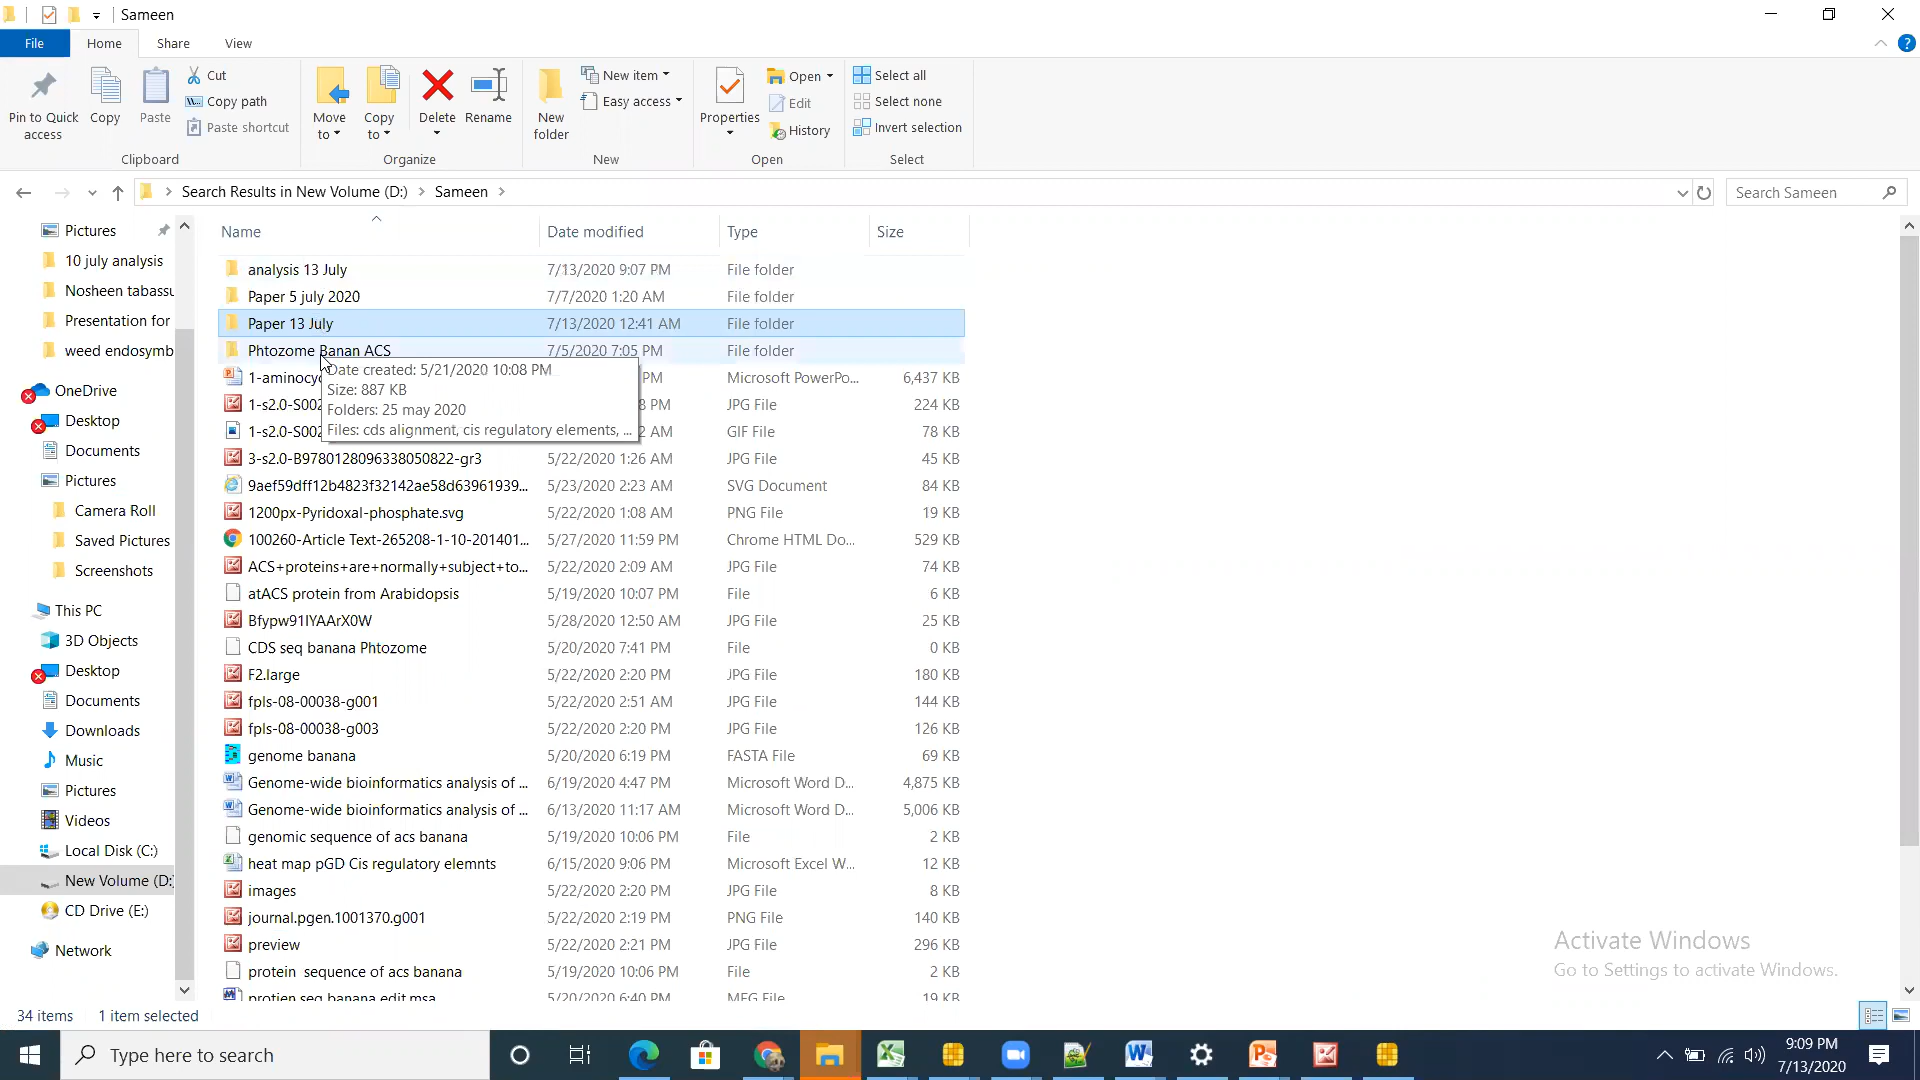 Sameen
File Home Share View
Pin to Quick access Copy Paste Cut Copy path Paste shortcut Move to Copy to Delete Rename New folder New item Easy access Properties Open Edit History Select all Select none Invert selection
Clipboard Organize New Open Select
Search Results in New Volume (D:) Sameen Search Sameen
Pictures
10 july analysis
Nosheen tabassu
Presentation for
weed endosymb
OneDrive
Desktop
Documents
Pictures
Camera Roll
Saved Pictures
Screenshots
This PC
3D Objects
Desktop
Documents
Downloads
Music
Pictures
Videos
Local Disk (C:)
New Volume (D:)
CD Drive (E:)
Network
Name Date modified Type Size
analysis 13 July 7/13/2020 9:07 PM File folder
Paper 5 july 2020 7/7/2020 1:20 AM File folder
Paper 13 July 7/13/2020 12:41 AM File folder
Phtozome Banan ACS 7/5/2020 7:05 PM File folder
1-aminocy PM Microsoft PowerPo... 6,437 KB
1-s2.0-S002 8 PM JPG File 224 KB
1-s2.0-S002 2 AM GIF File 78 KB
Date created: 5/21/2020 10:08 PM
Size: 887 KB
Folders: 25 may 2020
Files: cds alignment, cis regulatory elements, ...
3-s2.0-B9780128096338050822-gr3 5/22/2020 1:26 AM JPG File 45 KB
9aef59dff12b4823f32142ae58d63961939... 5/23/2020 2:23 AM SVG Document 84 KB
1200px-Pyridoxal-phosphate.svg 5/22/2020 1:08 AM PNG File 19 KB
100260-Article Text-265208-1-10-201401... 5/27/2020 11:59 PM Chrome HTML Do... 529 KB
ACS+proteins+are+normally+subject+to... 5/22/2020 2:09 AM JPG File 74 KB
atACS protein from Arabidopsis 5/19/2020 10:07 PM File 6 KB
Bfypw91IYAArX0W 5/28/2020 12:50 AM JPG File 25 KB
CDS seq banana Phtozome 5/20/2020 7:41 PM File 0 KB
F2.large 5/22/2020 2:20 PM JPG File 180 KB
fpls-08-00038-g001 5/22/2020 2:51 AM JPG File 144 KB
fpls-08-00038-g003 5/22/2020 2:20 PM JPG File 126 KB
genome banana 5/20/2020 6:19 PM FASTA File 69 KB
Genome-wide bioinformatics analysis of ... 6/19/2020 4:47 PM Microsoft Word D... 4,875 KB
Genome-wide bioinformatics analysis of ... 6/13/2020 11:17 AM Microsoft Word D... 5,006 KB
genomic sequence of acs banana 5/19/2020 10:06 PM File 2 KB
heat map pGD Cis regulatory elemnts 6/15/2020 9:06 PM Microsoft Excel W... 12 KB
images 5/22/2020 2:20 PM JPG File 8 KB
journal.pgen.1001370.g001 5/22/2020 2:19 PM PNG File 140 KB
preview 5/22/2020 2:21 PM JPG File 296 KB
protein sequence of acs banana 5/19/2020 10:06 PM File 2 KB
protien seq banana edit.msa 5/20/2020 6:40 PM MEG File 19 KB
Activate Windows
Go to Settings to activate Windows.
34 items 1 item selected
Type here to search
9:09 PM
7/13/2020